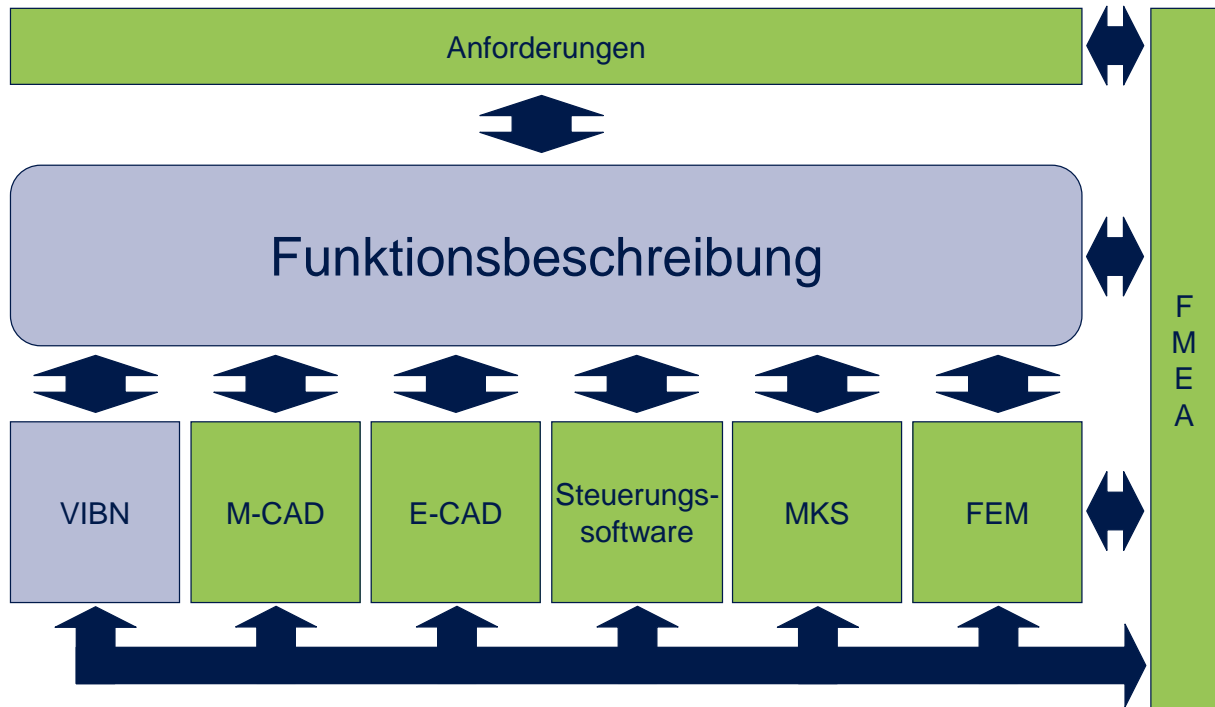 Anforderungen
Funktionsbeschreibung
F
M
E
A
VIBN
M-CAD
E-CAD
Steuerungs-
software
MKS
FEM